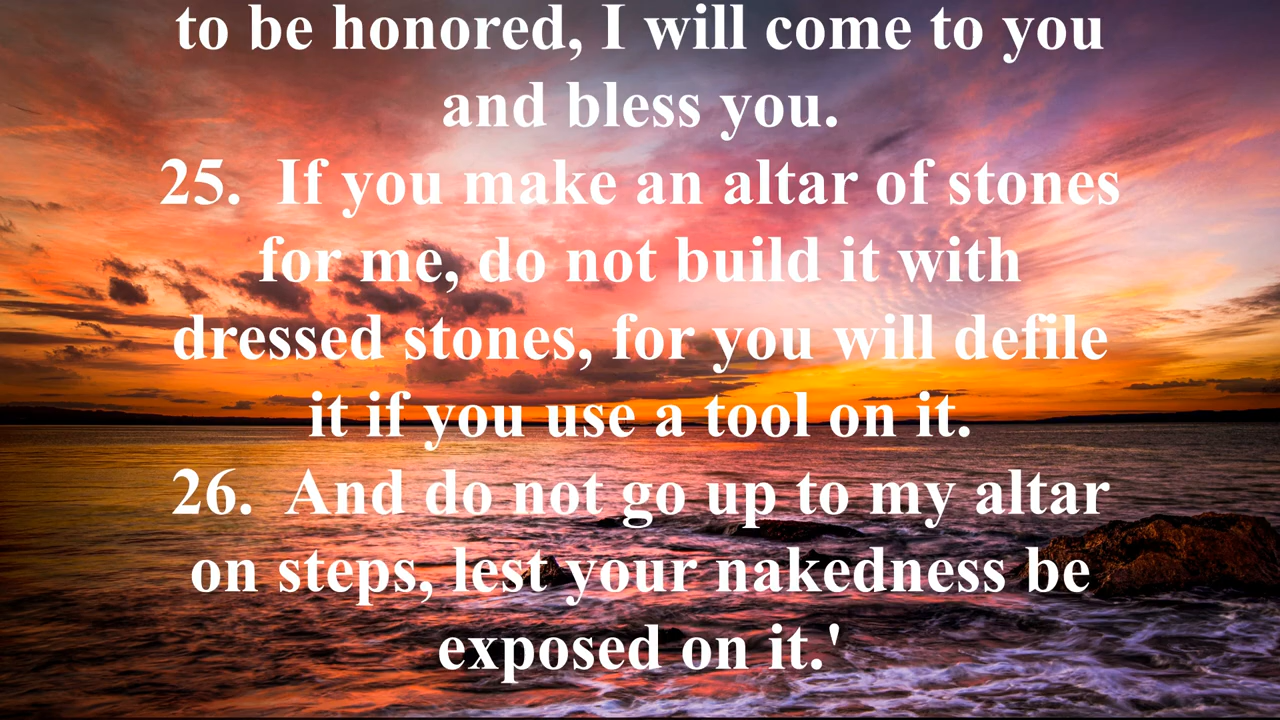 to be honored, I will come to you
and bless you.
25.  If you make an altar of stones
for me, do not build it with
dressed stones, for you will defile
it if you use a tool on it.
26.  And do not go up to my altar
on steps, lest your nakedness be
exposed on it.'